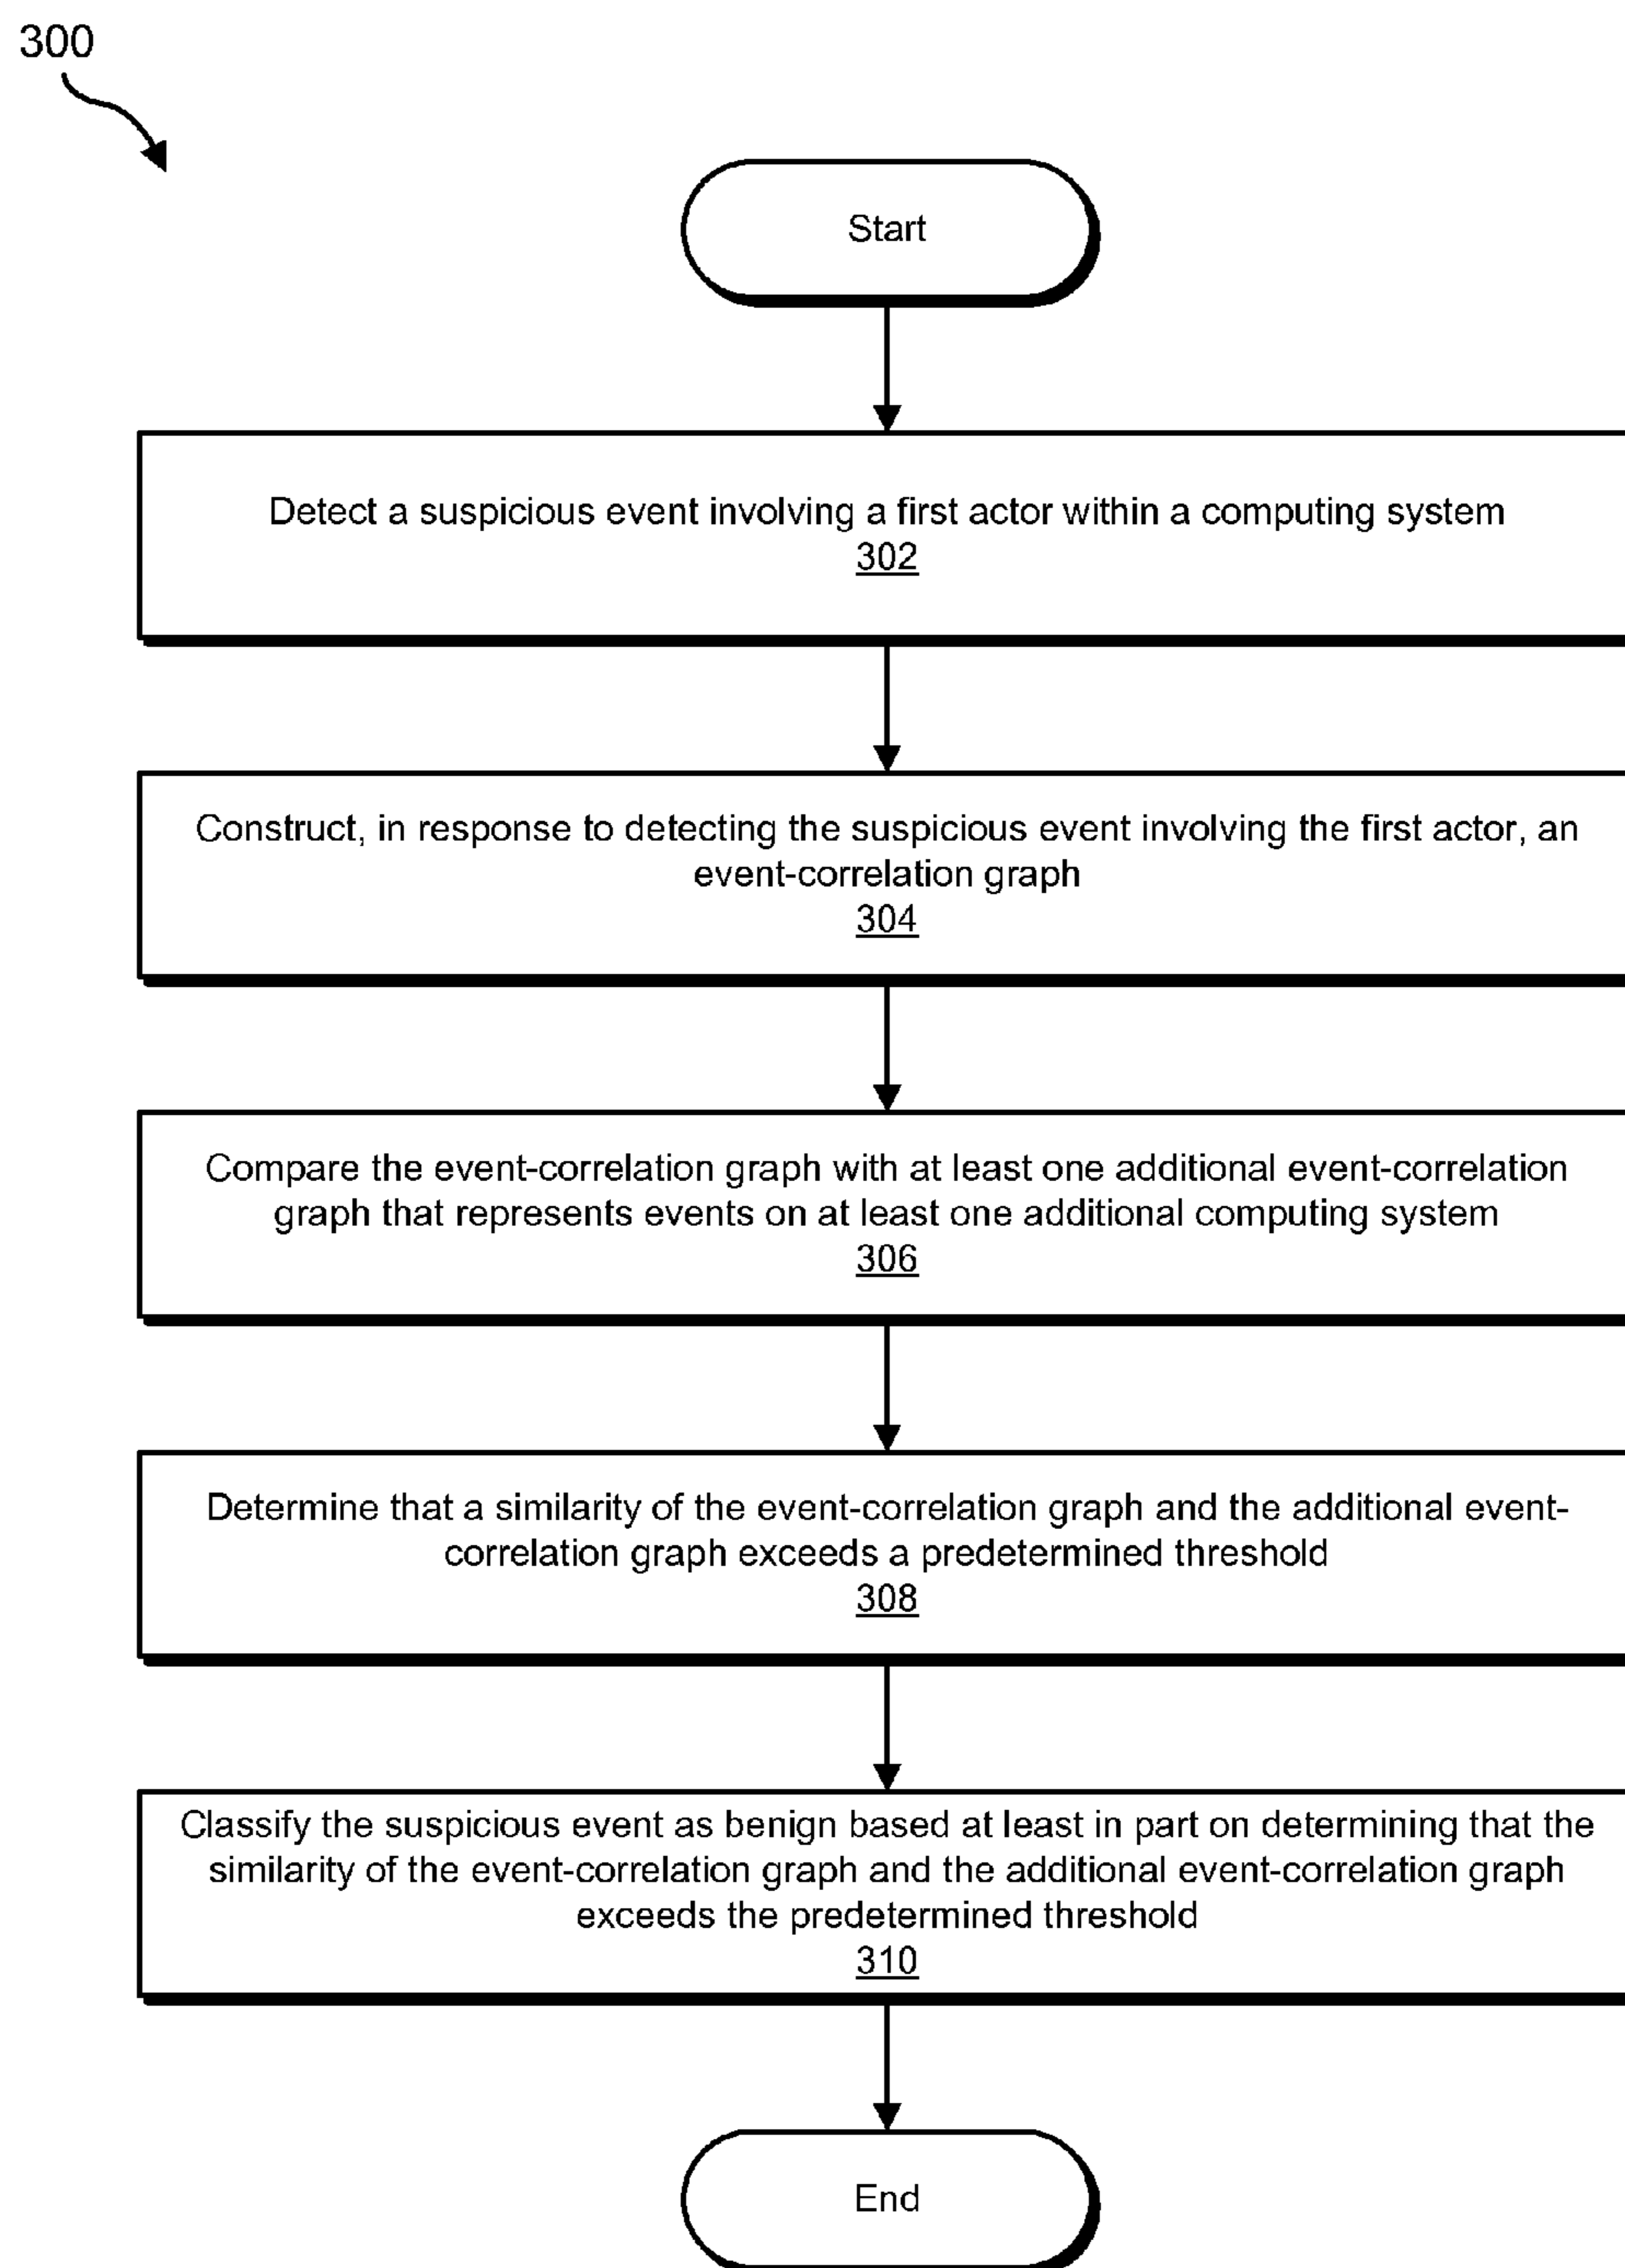 300
Start
Detect a suspicious event involving a first actor within a computing system
302
Construct, in response to detecting the suspicious event involving the first actor, an
event-correlation graph
304
Compare the event-correlation graph with at least one additional event-correlation
graph that represents events on at least one additional computing system
306
Determine that a similarity of the event-correlation graph and the additional event-
correlation graph exceeds a predetermined threshold
308
Classify the suspicious event as benign based at least in part on determining that the
similarity of the event-correlation graph and the additional event-correlation graph
exceeds the predetermined threshold
310
End